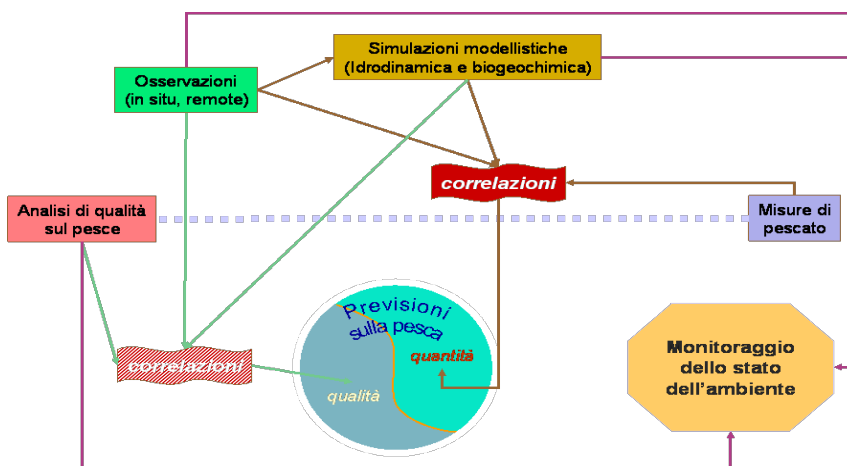 Simulazioni modellistiche
(Idrodinamica e biogeochimica)
Osservazioni
(in situ, remote)
correlazioni
Analisi di qualità
sul pesce
Misure di
pescato
Previsioni
sulla pesca
quantità
qualità
correlazioni
Monitoraggio
dello stato
dell'ambiente